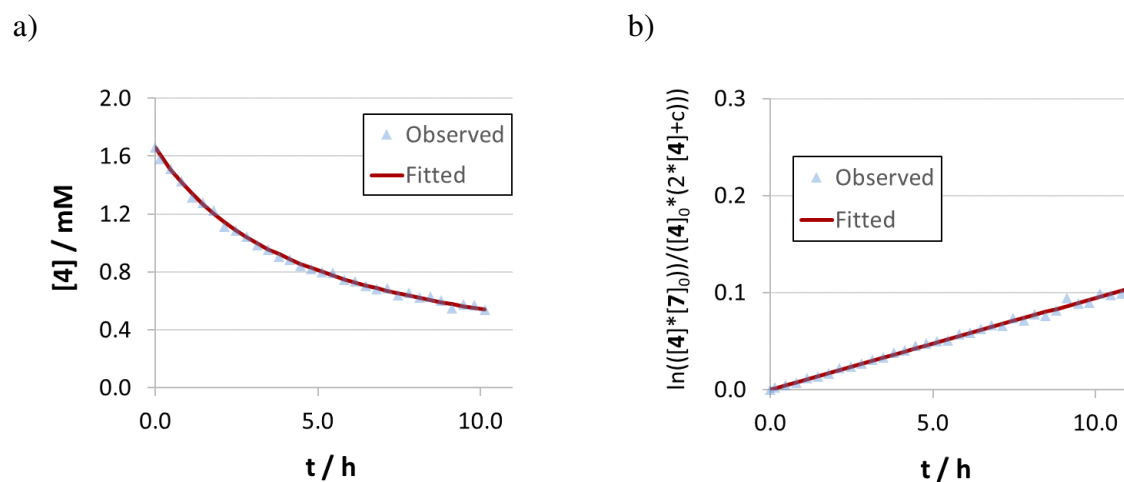 a)
b)
[4] / mM
2.0
1.6
1.2
0.8
0.4
0.0
Observed
Fitted
0.0
5.0
10.0
t / h
ln(([4]*[7]₀))/([4]₀*(2*[4]+c)))
0.3
0.2
0.1
0.0
Observed
Fitted
0.0
5.0
10.0
t / h